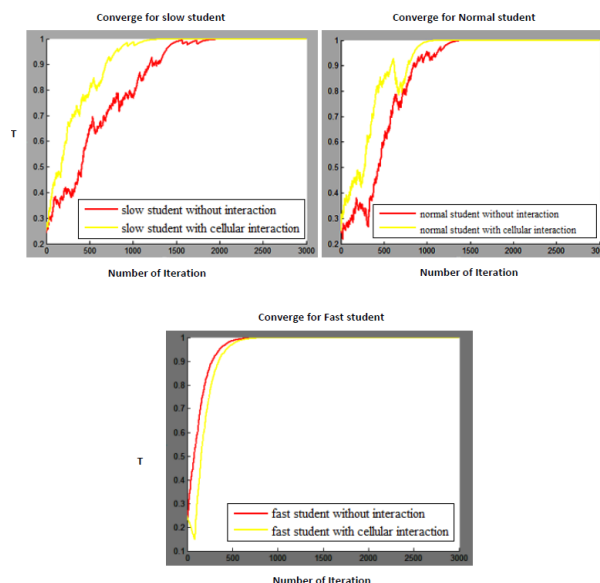 Converge for slow student
Converge for Normal student
1
0.9
0.8
0.7
0.6
0.5
0.4
0.3
0.2
T
0 500 1000 1500 2000 2500 3000
slow student without interaction
slow student with cellular interaction
Number of Iteration
1
0.9
0.8
0.7
0.6
0.5
0.4
0.3
0.2
0 500 1000 1500 2000 2500 3000
normal student without interaction
normal student with cellular interaction
Number of Iteration
Converge for Fast student
1
0.9
0.8
0.7
0.6
0.5
0.4
0.3
0.2
0.1
T
0 500 1000 1500 2000 2500 3000
fast student without interaction
fast student with cellular interaction
Number of Iteration